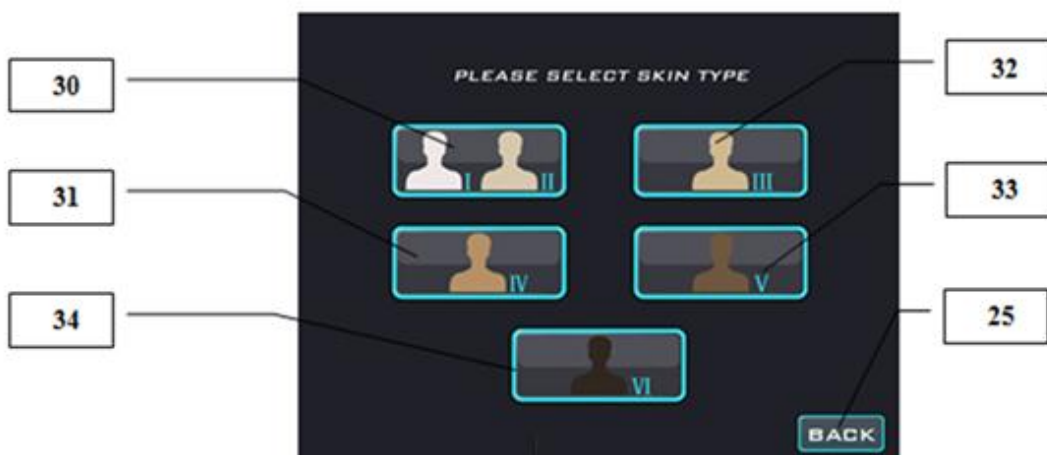 PLEASE SELECT SKIN TYPE
30
32
I II
III
31
33
IV
V
34
25
VI
BACK